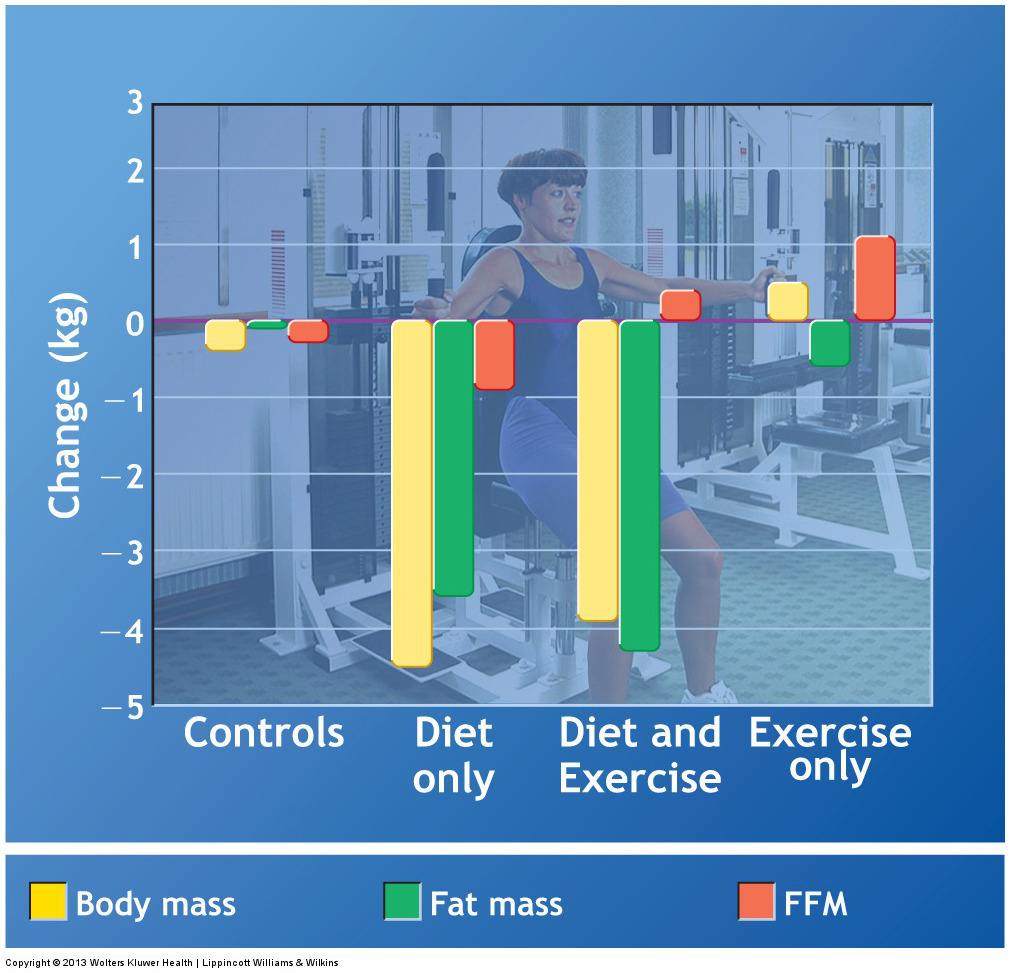 3
2
1
0
−1
−2
−3
−4
−5
Change (kg)
Controls
Diet
only
Diet and
Exercise
Exercise
only
Body mass
Fat mass
FFM
Copyright © 2013 Wolters Kluwer Health | Lippincott Williams & Wilkins